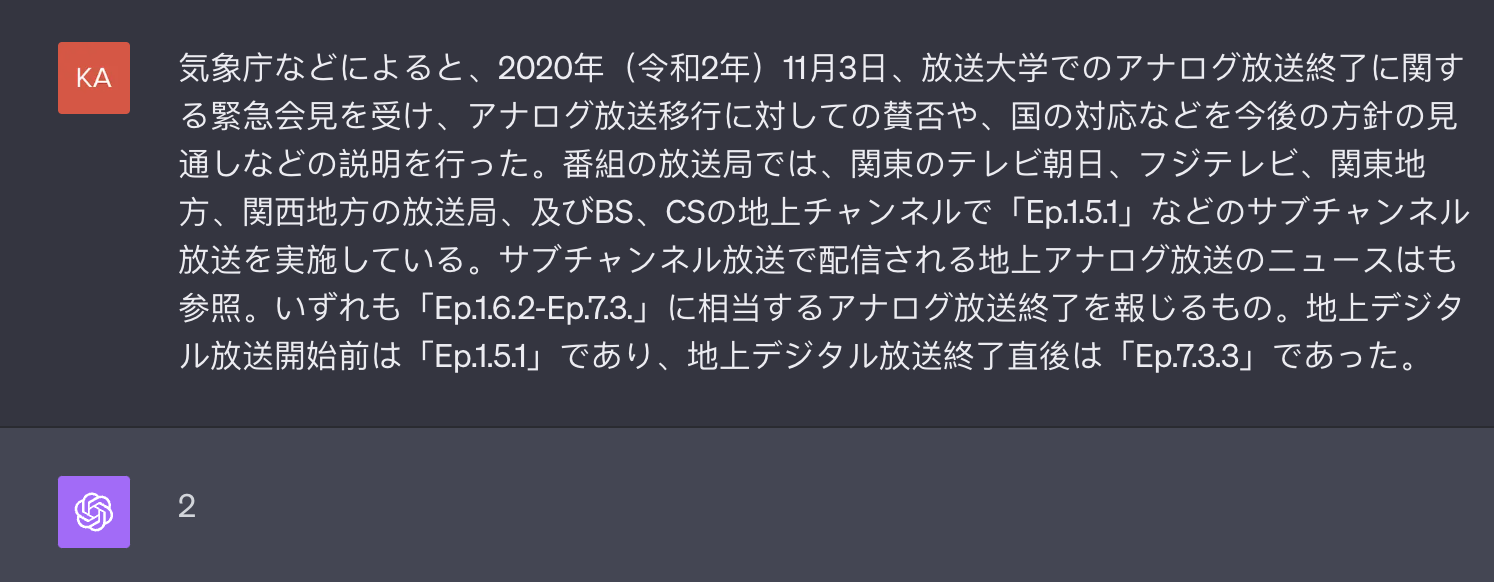 KA
気象庁などによると、2020年（令和2年）11月3日、放送大学でのアナログ放送終了に関す
る緊急会見を受け、アナログ放送移行に対しての賛否や、国の対応などを今後の方針の見
通しなどの説明を行った。番組の放送局では、関東のテレビ朝日、フジテレビ、関東地
方、関西地方の放送局、及びBS、CSの地上チャンネルで「Ep.1.5.1」などのサブチャンネル
放送を実施している。サブチャンネル放送で配信される地上アナログ放送のニュースはも
参照。いずれも「Ep.1.6.2-Ep.7.3.」に相当するアナログ放送終了を報じるもの。地上デジタ
ル放送開始前は「Ep.1.5.1」であり、地上デジタル放送終了直後は「Ep.7.3.3」であった。
2